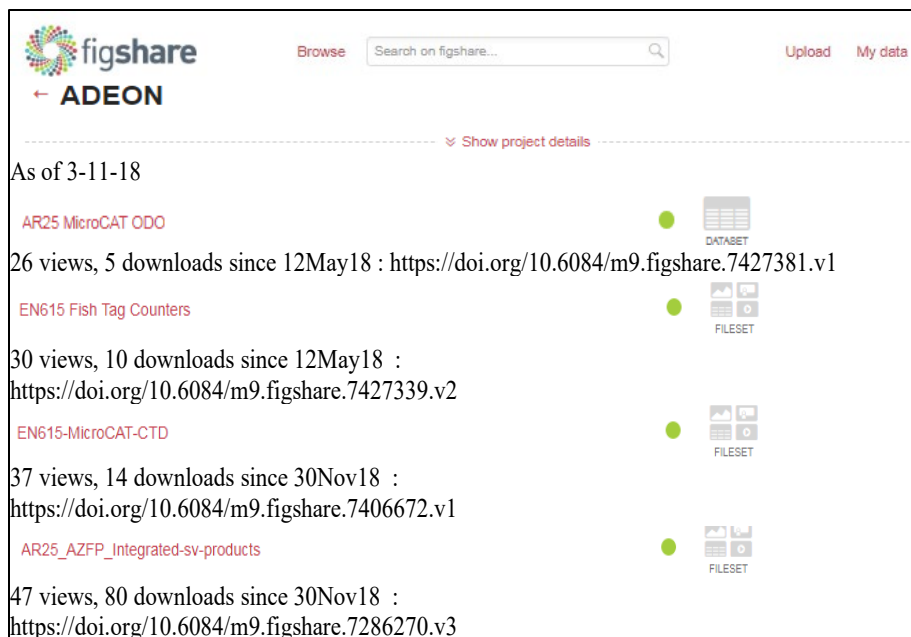 figshare
Browse
Search on figshare...
Upload
My data
← ADEON
Show project details
As of 3-11-18
AR25 MicroCAT ODO
DATABET
26 views, 5 downloads since 12May18 : https://doi.org/10.6084/m9.figshare.7427381.v1
EN615 Fish Tag Counters
FILESET
30 views, 10 downloads since 12May18  :
https://doi.org/10.6084/m9.figshare.7427339.v2
EN615-MicroCAT-CTD
FILESET
37 views, 14 downloads since 30Nov18  :
https://doi.org/10.6084/m9.figshare.7406672.v1
AR25_AZFP_Integrated-sv-products
FILESET
47 views, 80 downloads since 30Nov18  :
https://doi.org/10.6084/m9.figshare.7286270.v3